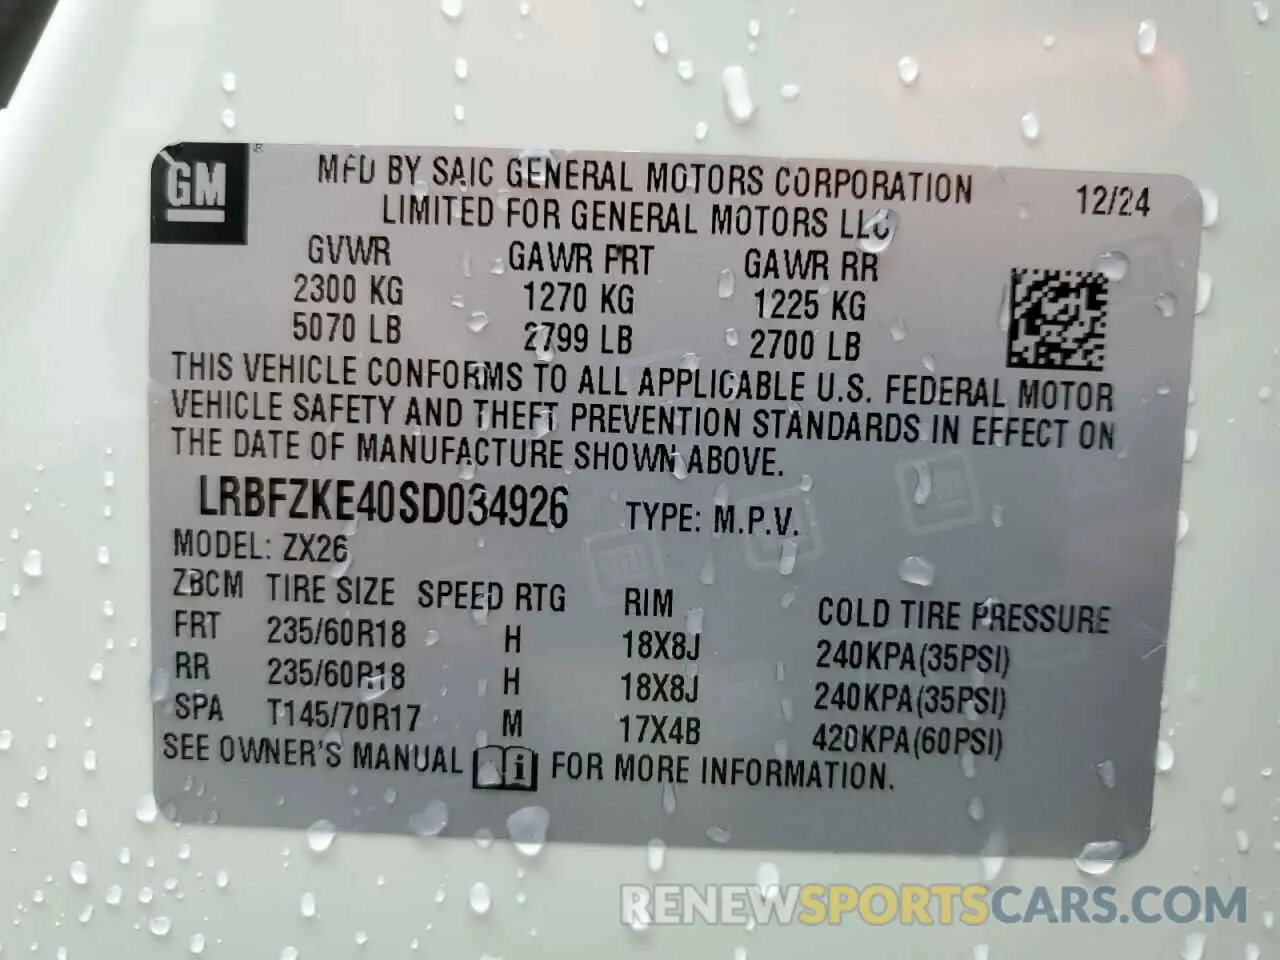 GM
MFD BY SAIC GENERAL MOTORS CORPORATION
LIMITED FOR GENERAL MOTORS LLC
12/24
GVWR GAWR FRT GAWR RR
2300 KG 1270 KG 1225 KG
5070 LB 2799 LB 2700 LB
THIS VEHICLE CONFORMS TO ALL APPLICABLE U.S. FEDERAL MOTOR
VEHICLE SAFETY AND THEFT PREVENTION STANDARDS IN EFFECT ON
THE DATE OF MANUFACTURE SHOWN ABOVE.
LRBFZKE40SD034926 TYPE: M.P.V.
MODEL: ZX26
ZBCM TIRE SIZE SPEED RTG RIM COLD TIRE PRESSURE
FRT 235/60R18 H 18X8J 240KPA(35PSI)
RR 235/60R18 H 18X8J 240KPA(35PSI)
SPA T145/70R17 M 17X4B 420KPA(60PSI)
SEE OWNER'S MANUAL i FOR MORE INFORMATION.
RENEWSPORTSCARS.COM